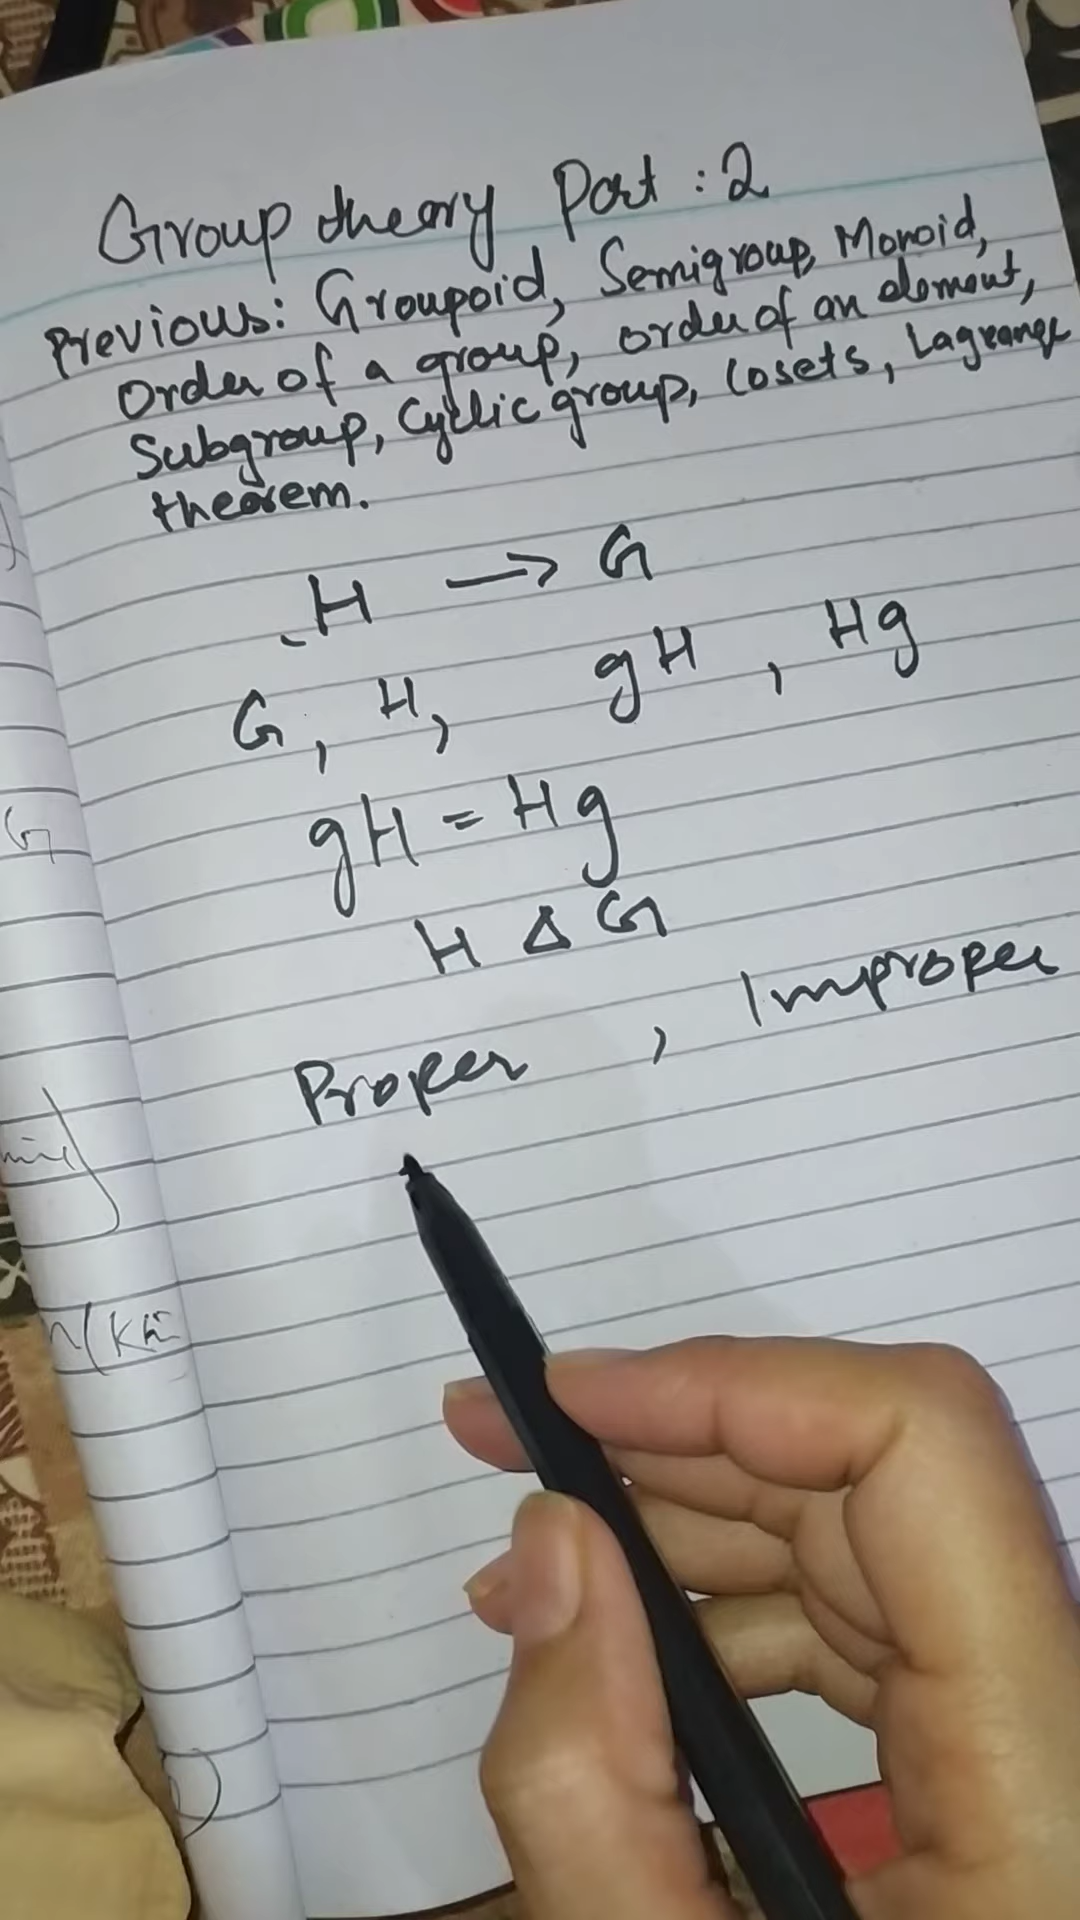 Group theory Part : 2
Previous: Groupoid, Semigroup, Monoid,
Order of a group, order of an element,
Subgroup, Cyclic group, Cosets, Lagrange
theorem.
H → G
G, H, gH, Hg
gH = Hg
H Δ G
Proper, Improper
G